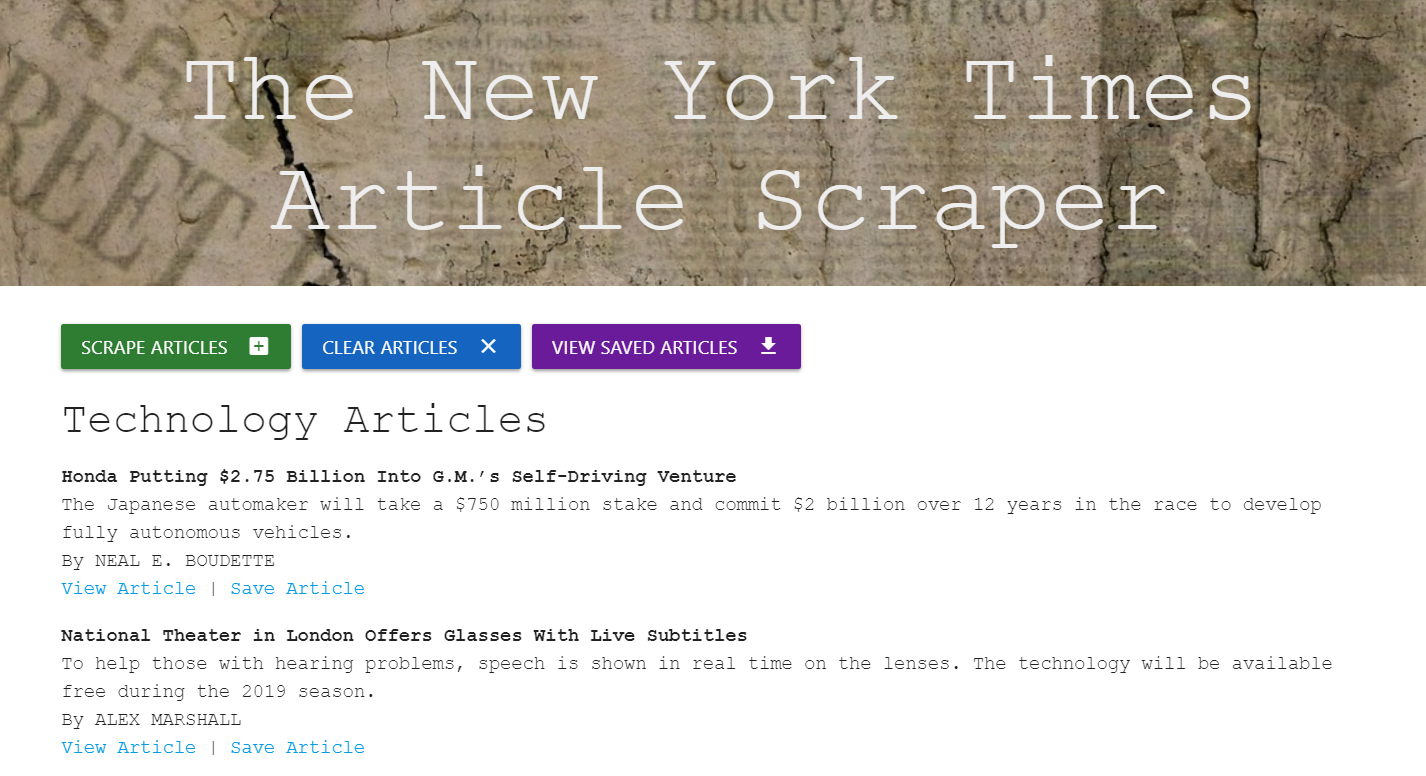 a Bakery on Pico
The New York Times
Article Scraper
SCRAPE ARTICLES
CLEAR ARTICLES
VIEW SAVED ARTICLES
Technology Articles
Honda Putting $2.75 Billion Into G.M.’s Self-Driving Venture
The Japanese automaker will take a $750 million stake and commit $2 billion over 12 years in the race to develop
fully autonomous vehicles.
By NEAL E. BOUDETTE
View Article | Save Article
National Theater in London Offers Glasses With Live Subtitles
To help those with hearing problems, speech is shown in real time on the lenses. The technology will be available
free during the 2019 season.
By ALEX MARSHALL
View Article | Save Article